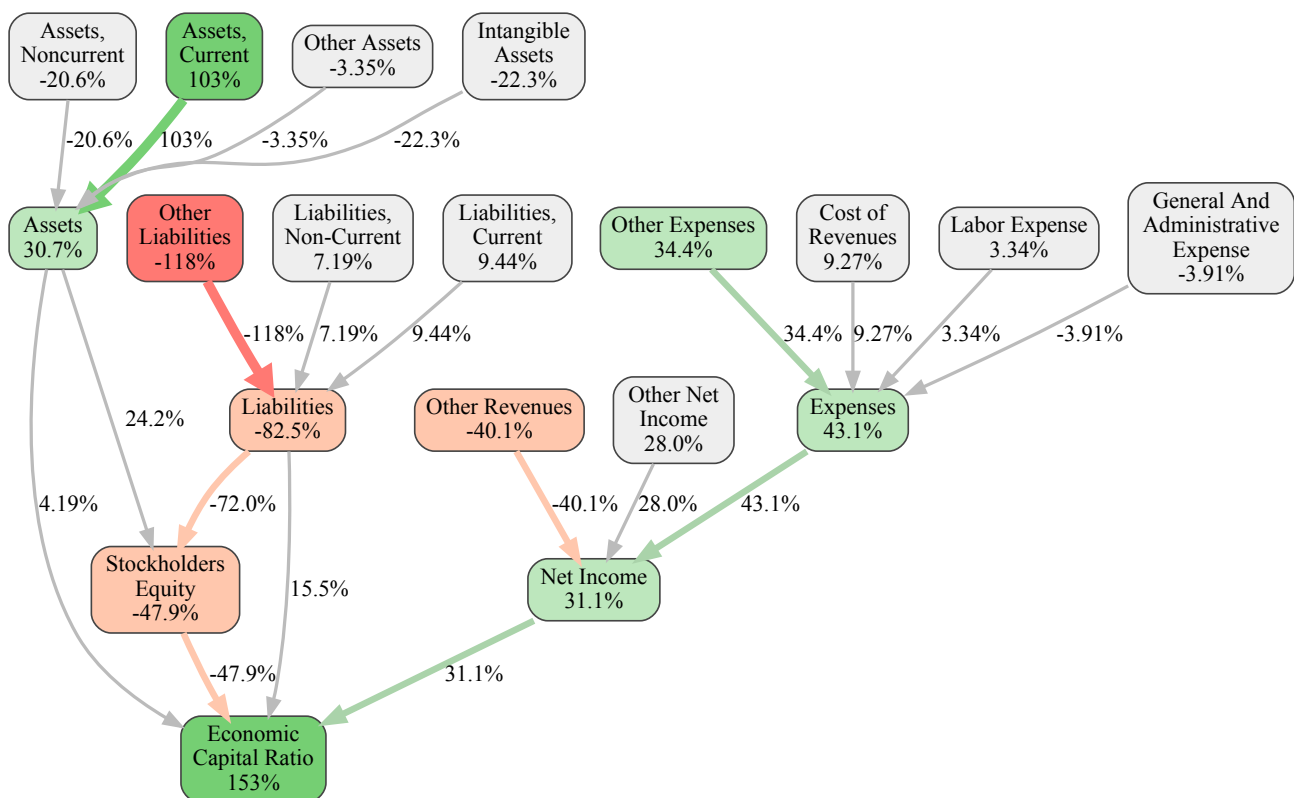 Assets,
Noncurrent
-20.6%
Assets,
Current
103%
Other Assets
-3.35%
Intangible
Assets
-22.3%
-20.6%
103%
-3.35%
-22.3%
Assets
30.7%
Other
Liabilities
-118%
Liabilities,
Non-Current
7.19%
Liabilities,
Current
9.44%
Other Expenses
34.4%
Cost of
Revenues
9.27%
Labor Expense
3.34%
General And
Administrative
Expense
-3.91%
-118%
7.19%
9.44%
34.4%
9.27%
3.34%
-3.91%
24.2%
Liabilities
-82.5%
Other Revenues
-40.1%
Other Net
Income
28.0%
Expenses
43.1%
4.19%
-72.0%
-40.1%
28.0%
43.1%
Stockholders
Equity
-47.9%
15.5%
Net Income
31.1%
-47.9%
31.1%
Economic
Capital Ratio
153%